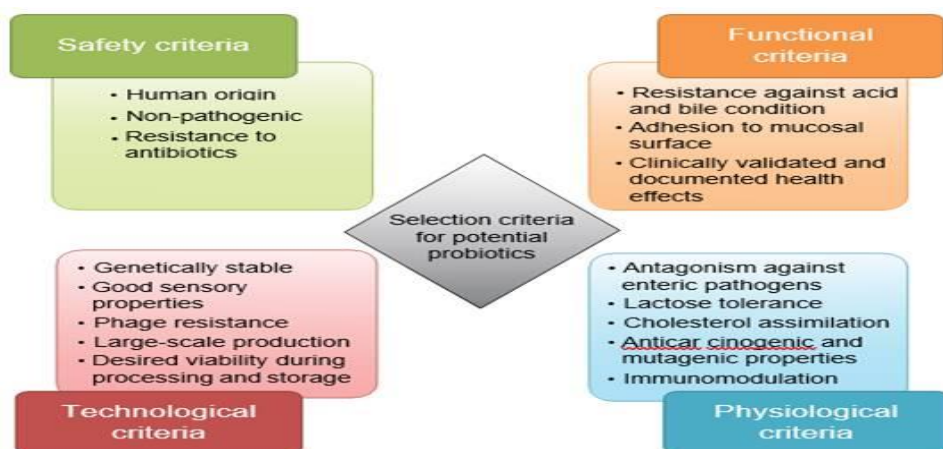 Safety criteria
• Human origin
• Non-pathogenic
• Resistance to
antibiotics
Functional
criteria
• Resistance against acid
and bile condition
• Adhesion to mucosal
surface
• Clinically validated and
documented health
effects
Selection criteria
for potential
probiotics
• Genetically stable
• Good sensory
properties
• Phage resistance
• Large-scale production
• Desired viability during
processing and storage
Technological
criteria
• Antagonism against
enteric pathogens
• Lactose tolerance
• Cholesterol assimilation
• Anticar cinogenic and
mutagenic properties
• Immunomodulation
Physiological
criteria